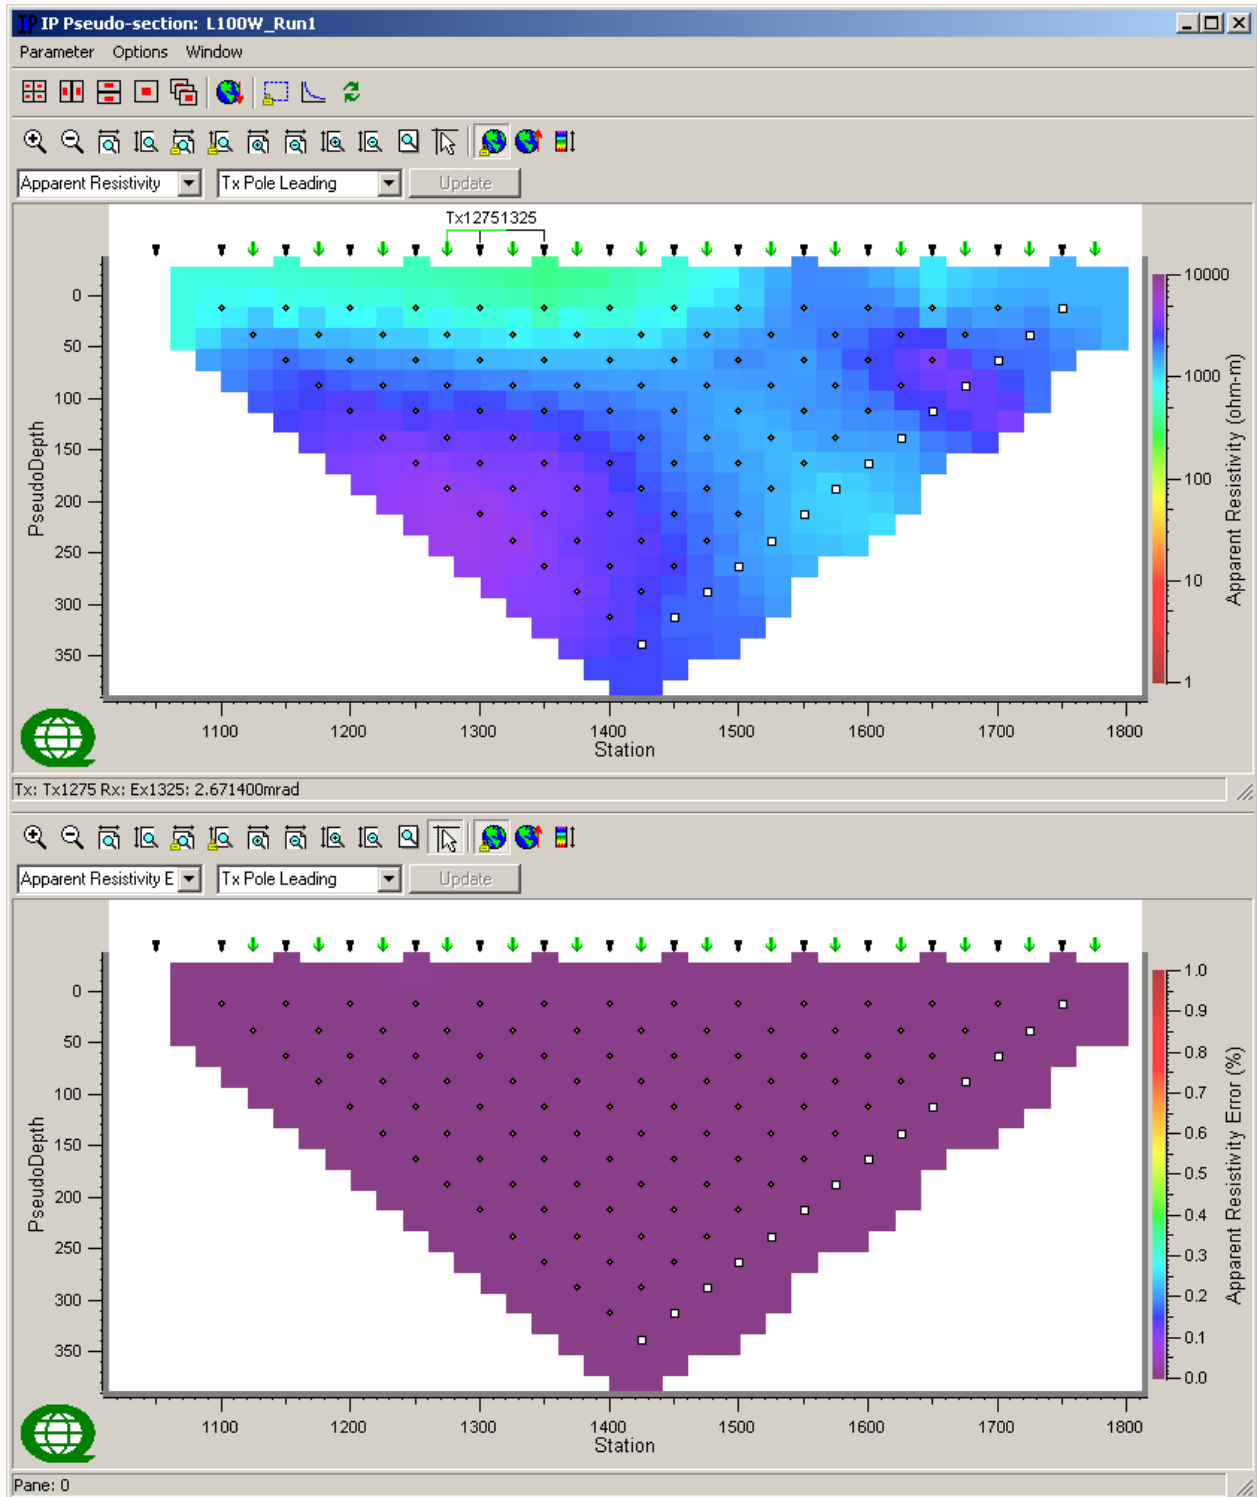 IP IP Pseudo-section: L100W_Run1
Parameter Options Window
Apparent Resistivity Tx Pole Leading Update
Tx12751325
0
50
100
150
200
250
300
350
PseudoDepth
1100 1200 1300 1400 1500 1600 1700 1800
Station
10000
1000
100
10
1
Apparent Resistivity (ohm-m)
Tx: Tx1275 Rx: Ex1325: 2.671400mrad
Apparent Resistivity E Tx Pole Leading Update
0
50
100
150
200
250
300
350
PseudoDepth
1100 1200 1300 1400 1500 1600 1700 1800
Station
1.0
0.9
0.8
0.7
0.6
0.5
0.4
0.3
0.2
0.1
0.0
Apparent Resistivity Error (%)
Pane: 0